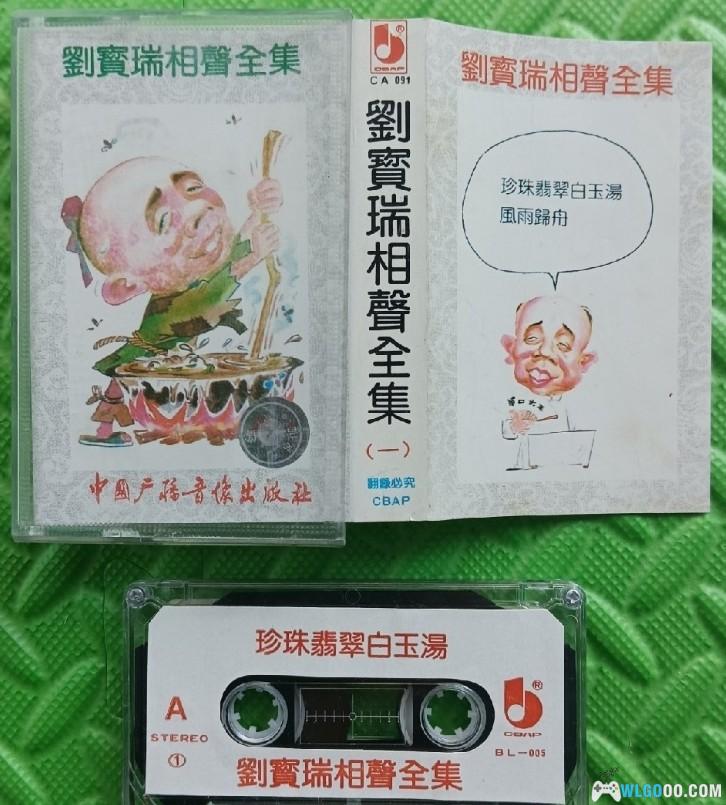 劉寶瑞相聲全集
中國广播音像出版社
®
CBAP
CA 091
劉寶瑞相聲全集
(一)
翻錄必究
CBAP
劉寶瑞相聲全集
珍珠翡翠白玉湯
風雨歸舟
珍珠翡翠白玉湯
A
STEREO
①
®
CBAP
BL-005
劉寶瑞相聲全集
WLGOOO.COM